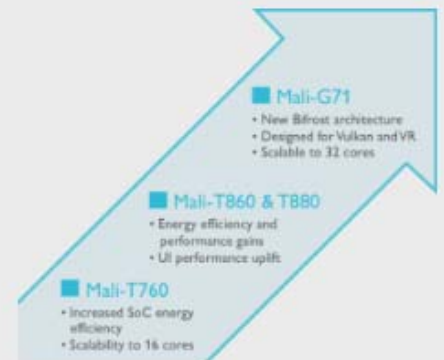 Mali-G71
• New Bifrost architecture
• Designed for Vulkan and VR
• Scalable to 32 cores
Mali-T860 & T880
• Energy efficiency and
performance gains
• UI performance uplift
Mali-T760
• Increased SoC energy
efficiency
• Scalability to 16 cores